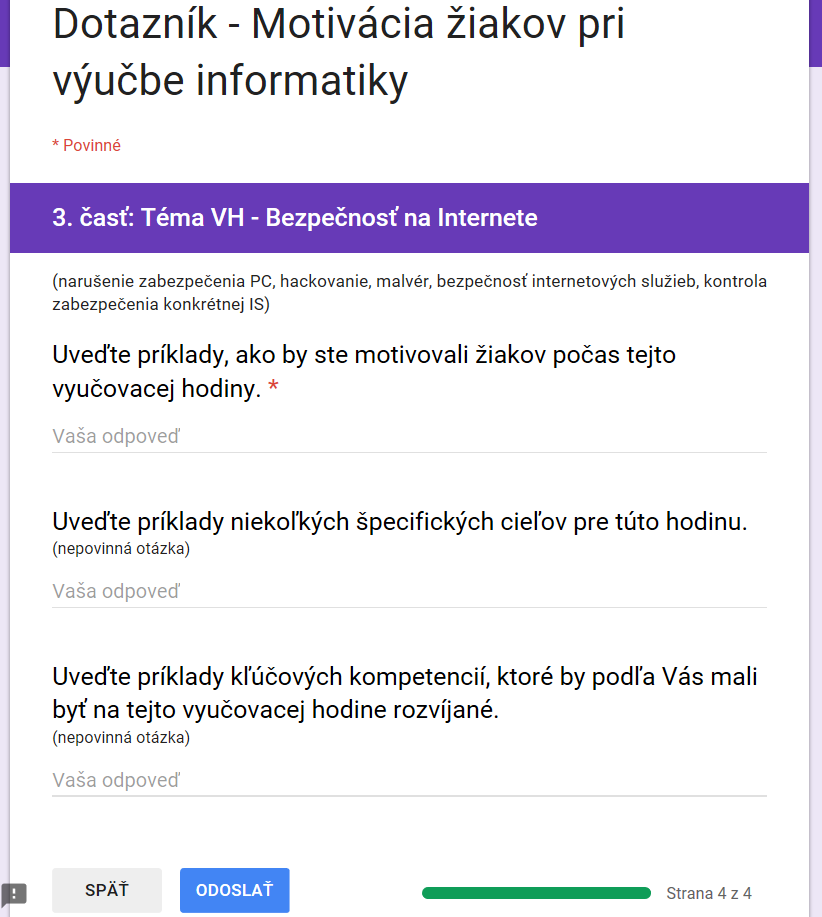 Dotazník - Motivácia žiakov pri
výučbe informatiky
* Povinné
3. časť: Téma VH - Bezpečnosť na Internete
(narušenie zabezpečenia PC, hackovanie, malvér, bezpečnosť internetových služieb, kontrola
zabezpečenia konkrétnej IS)
Uveďte príklady, ako by ste motivovali žiakov počas tejto
vyučovacej hodiny. *
Vaša odpoveď
Uveďte príklady niekoľkých špecifických cieľov pre túto hodinu.
(nepovinná otázka)
Vaša odpoveď
Uveďte príklady kľúčových kompetencií, ktoré by podľa Vás mali
byť na tejto vyučovacej hodine rozvíjané.
(nepovinná otázka)
Vaša odpoveď
SPÄŤ
ODOSLAŤ
Strana 4 z 4